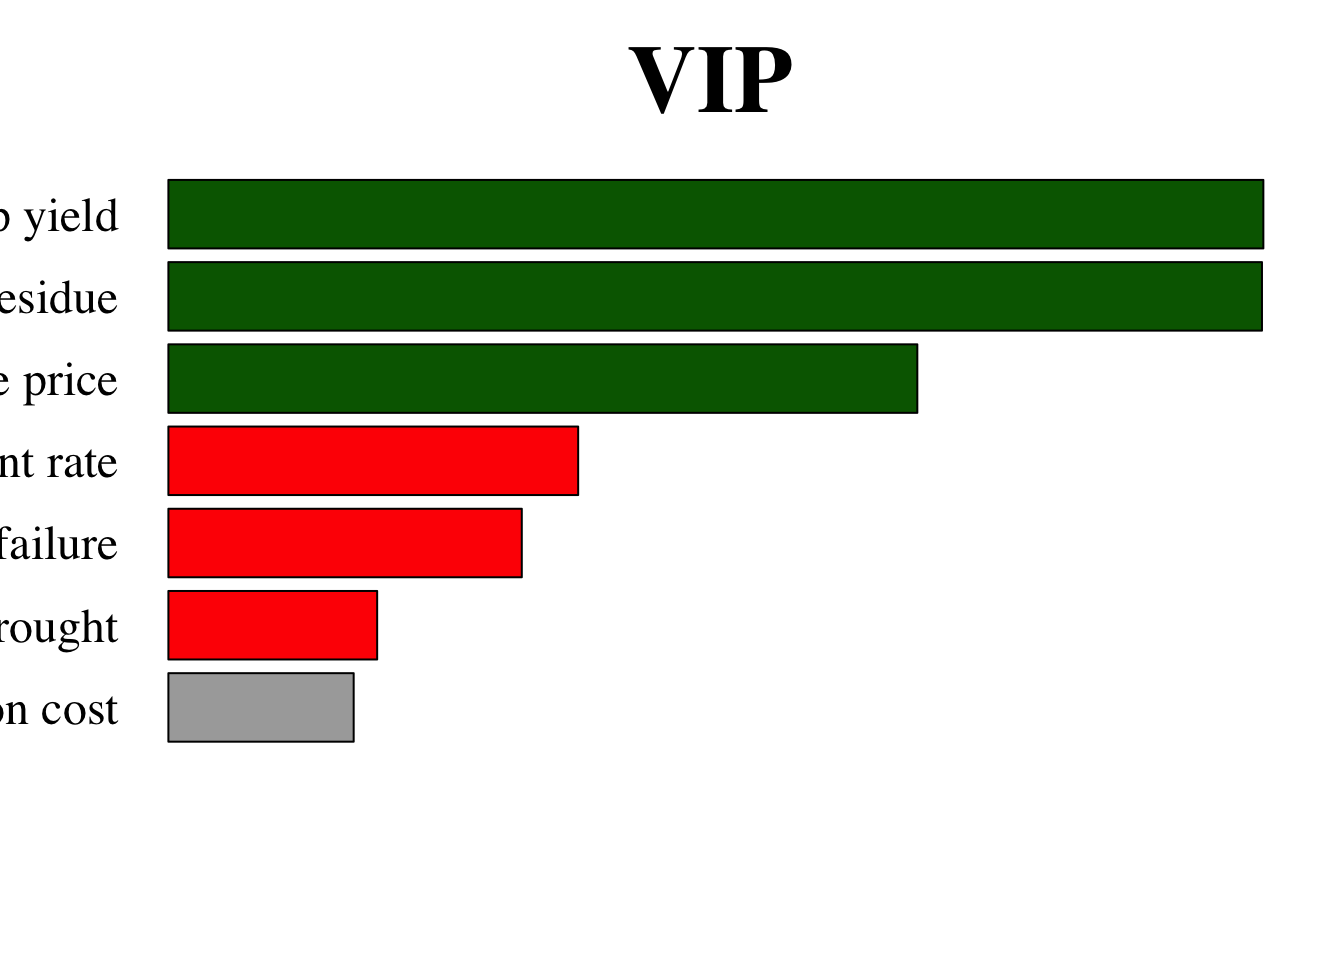 VIP
p yield
esidue
e price
nt rate
failure
rought
on cost